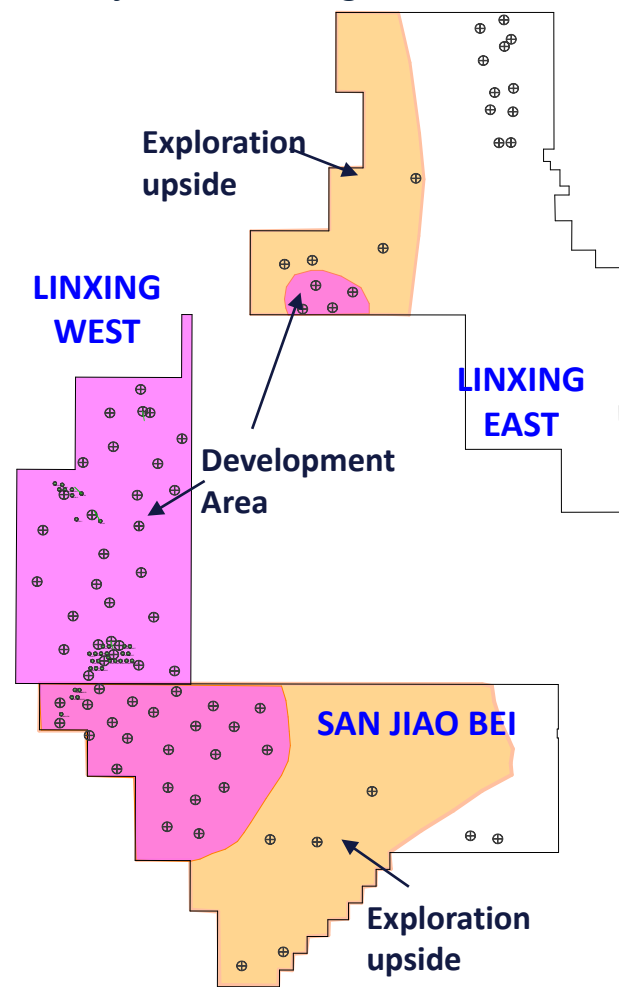 Exploration
upside
LINXING
WEST
LINXING
EAST
Development
Area
SAN JIAO BEI
Exploration
upside